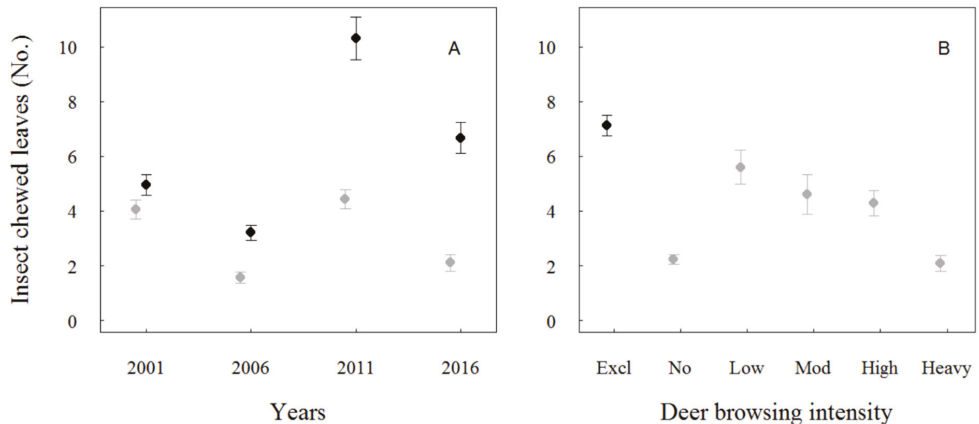 Insect chewed leaves (No.)
10
8
6
4
2
0
A
2001 2006 2011 2016
Years
10
8
6
4
2
0
B
Excl No Low Mod High Heavy
Deer browsing intensity